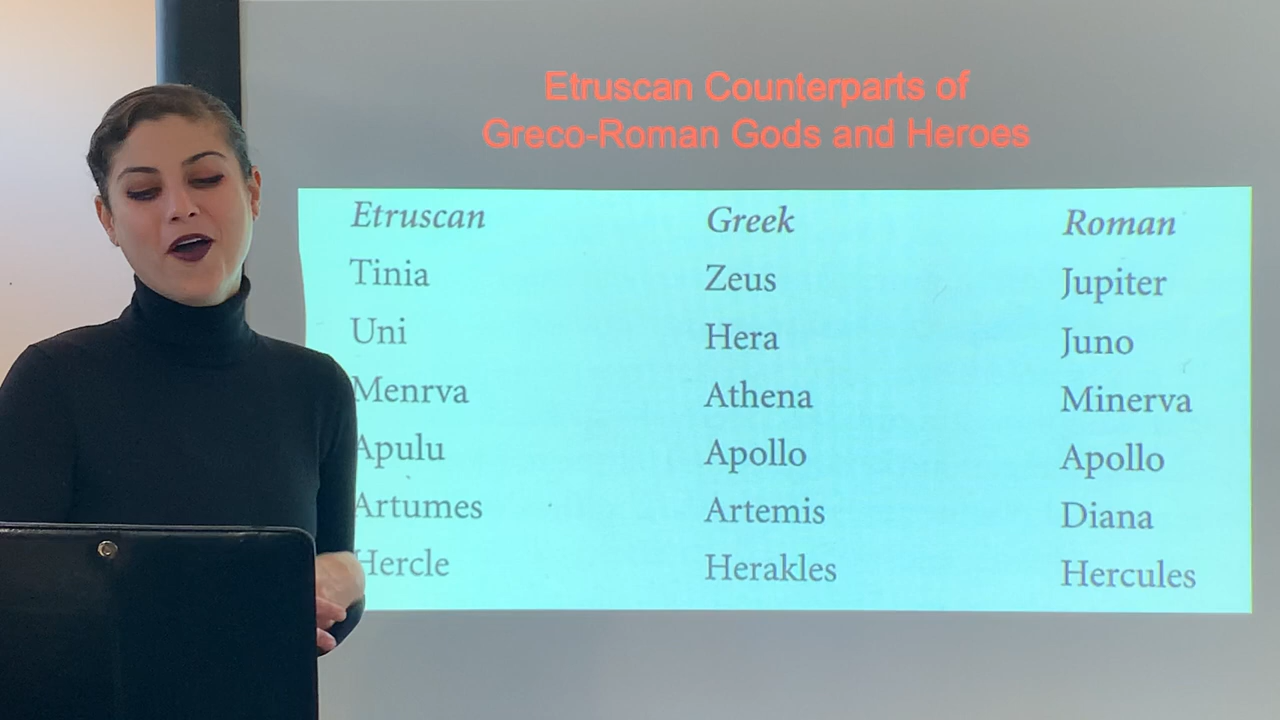 Etruscan Counterparts of
Greco-Roman Gods and Heroes
Etruscan Greek Roman
Tinia Zeus Jupiter
Uni Hera Juno
Menrva Athena Minerva
Apulu Apollo Apollo
Artumes Artemis Diana
Hercle Herakles Hercules